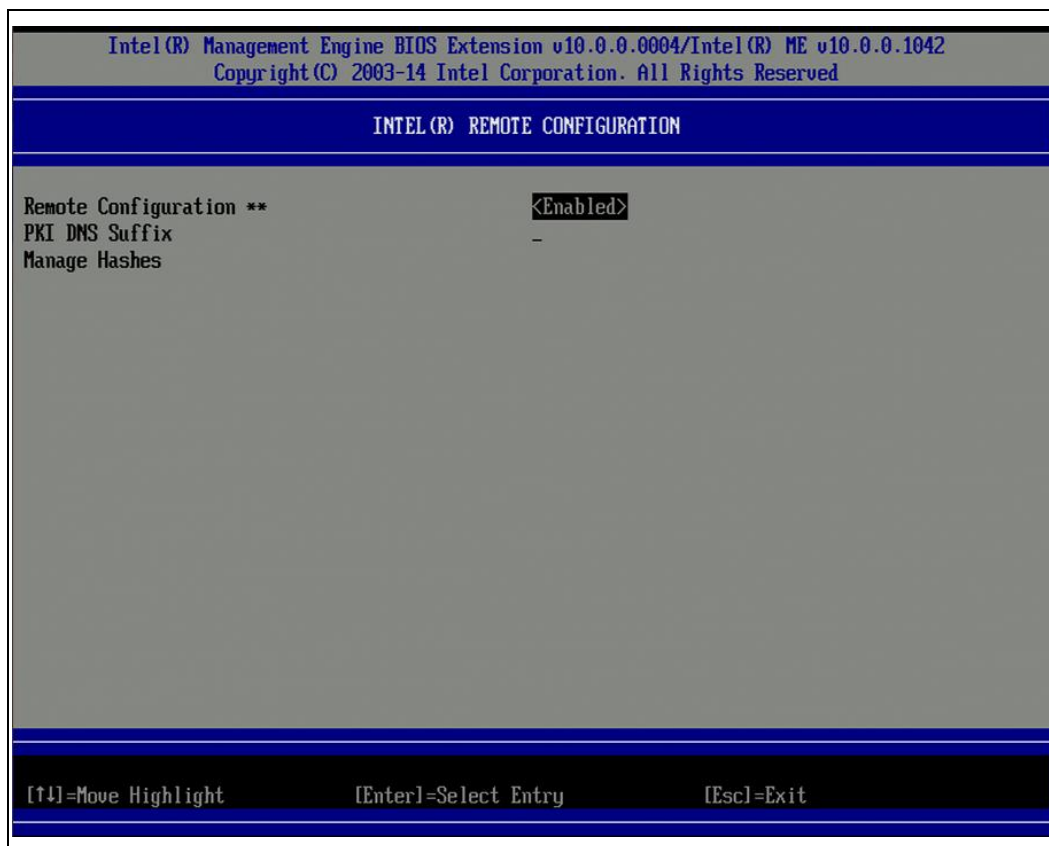 Intel(R) Management Engine BIOS Extension v10.0.0.0004/Intel(R) ME v10.0.0.1042
Copyright(C) 2003-14 Intel Corporation. All Rights Reserved
INTEL(R) REMOTE CONFIGURATION
Remote Configuration ** <Enabled>
PKI DNS Suffix _
Manage Hashes
[↑↓]=Move Highlight [Enter]=Select Entry [Esc]=Exit